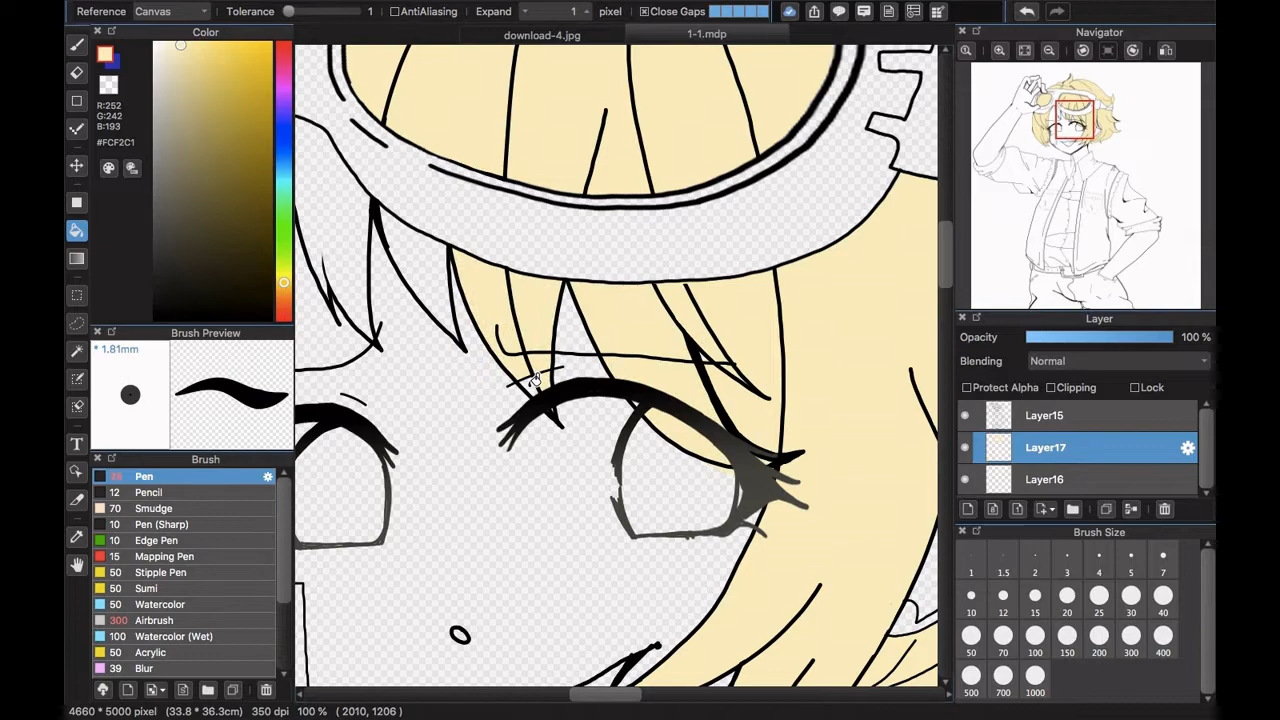 Reference Canvas Tolerance 1 AntiAliasing Expand 1 pixel Close Gaps
Color
download-4.jpg
1-1.mdp
Navigator
R:252
G:242
B:193
#FCF2C1
Brush Preview
* 1.81mm
Layer
Opacity 100 %
Blending Normal
Protect Alpha Clipping Lock
Layer15
Layer17
Layer16
Brush
Pen
12 Pencil
70 Smudge
10 Pen (Sharp)
10 Edge Pen
15 Mapping Pen
50 Stipple Pen
50 Sumi
50 Watercolor
300 Airbrush
100 Watercolor (Wet)
50 Acrylic
39 Blur
Brush Size
1 1.5 2 3 4 5 7
10 12 15 20 25 30 40
50 70 100 150 200 300 400
500 700 1000
4660 * 5000 pixel (33.8 * 36.3cm) 350 dpi 100 % ( 2010, 1206 )